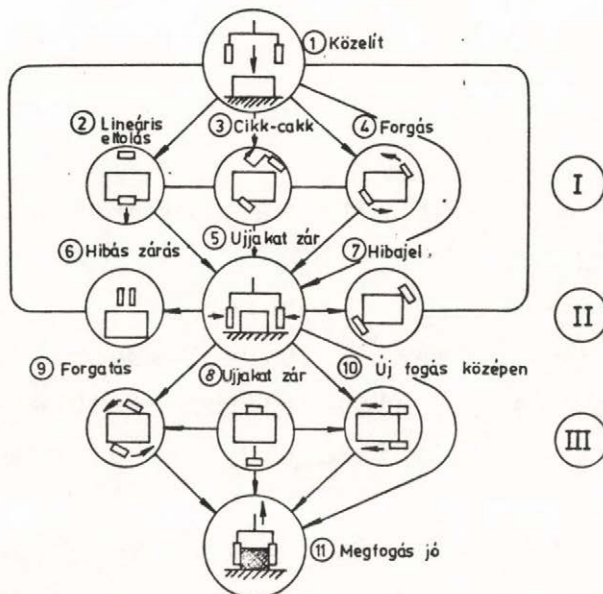 ① Közelít
② Lineáris
eltolás
③ Cikk-cakk
④ Forgás
I
⑤ Ujjakat zár
⑥ Hibás zárás
⑦ Hibajel
II
⑨ Forgatás
⑧ Ujjakat zár
⑩ Új fogás középen
III
⑪ Megfogás jó